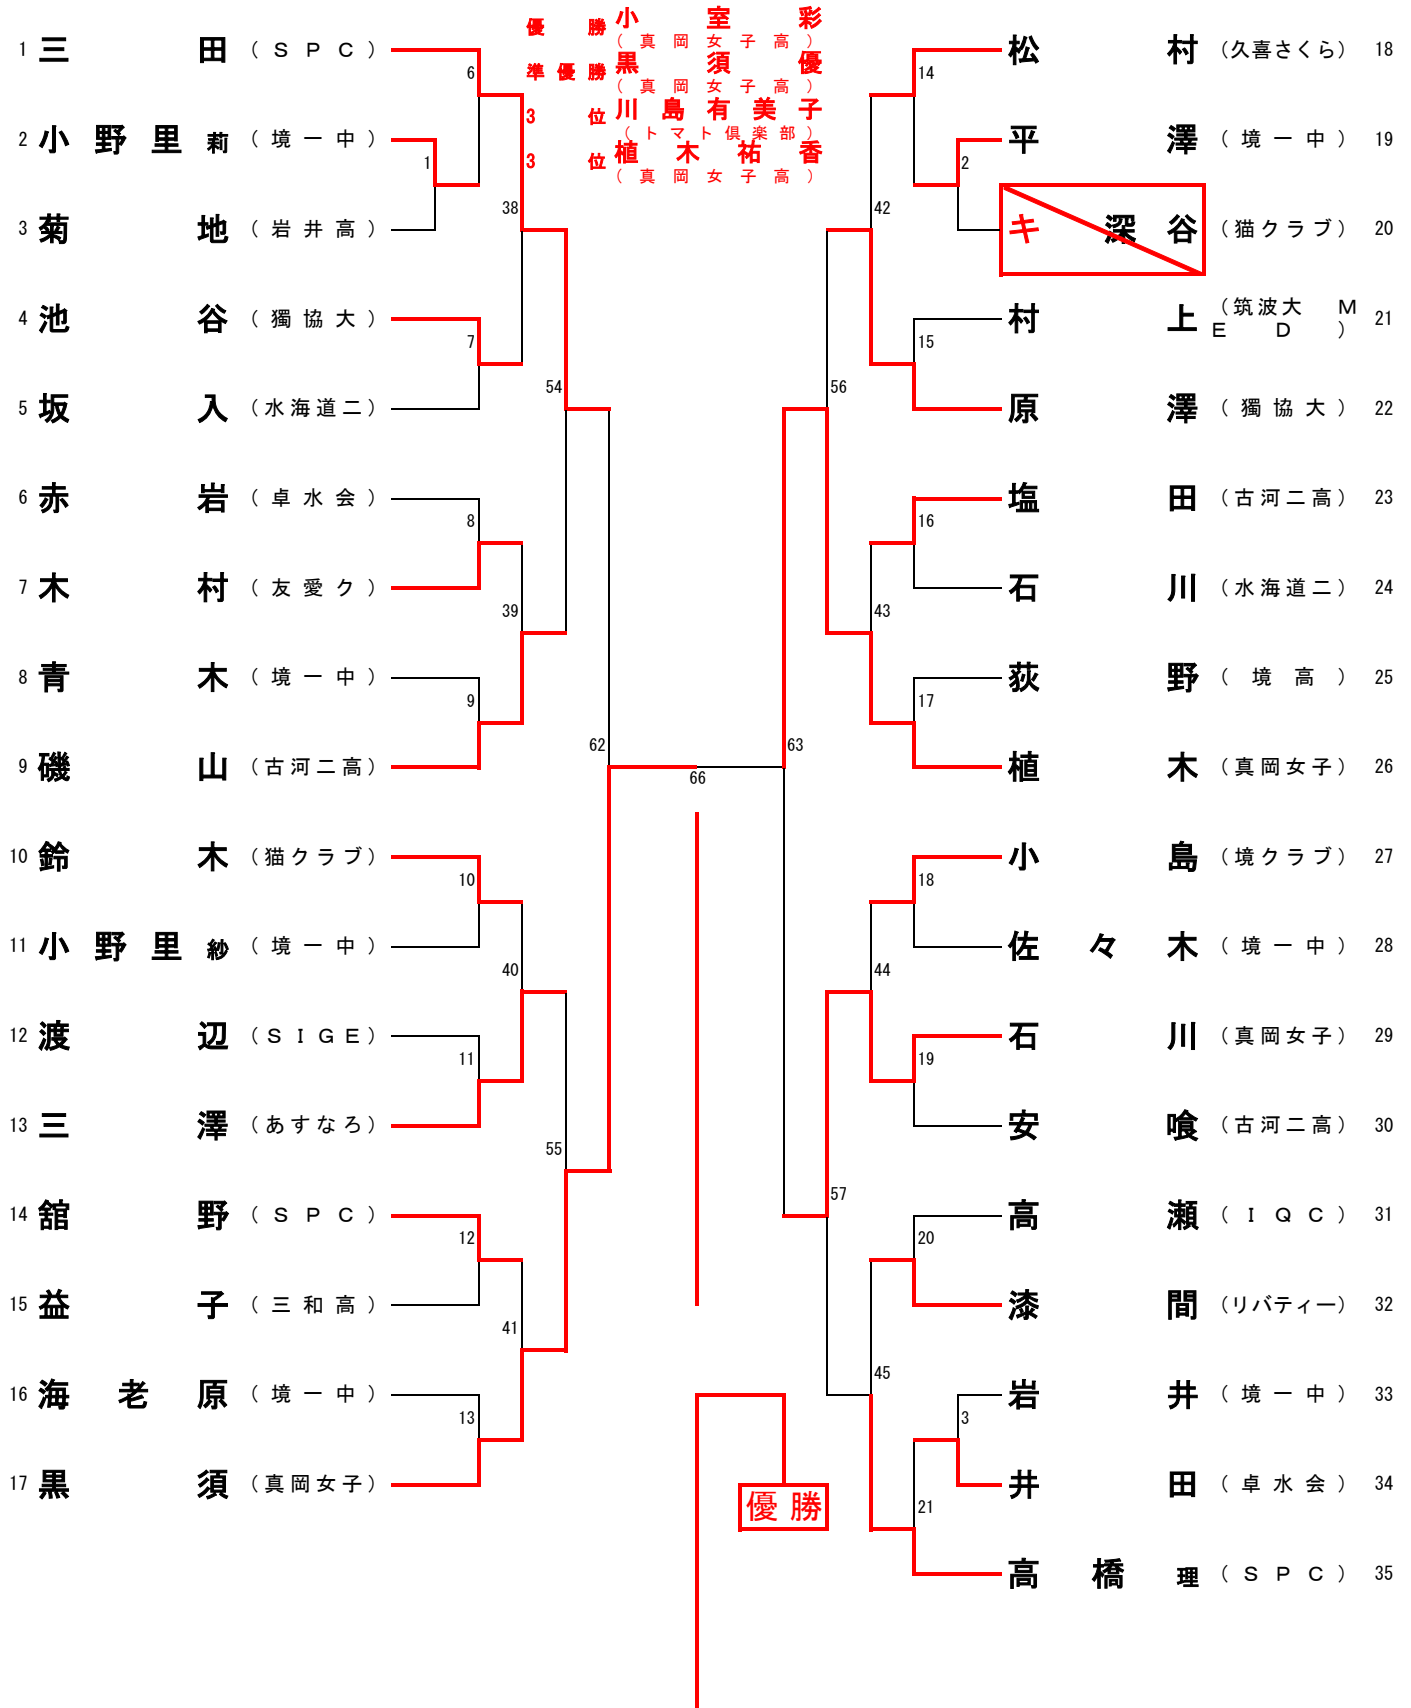 優勝 小室彩
(真岡女子高)
準優勝 黒須優
(真岡女子高)
3位 川島有美子
(トマト倶楽部)
3位 植木祐香
(真岡女子高)
1 三田 (SPC)
2 小野里莉 (境一中)
3 菊地 (岩井高)
4 池谷 (獨協大)
5 坂入 (水海道二)
6 赤岩 (卓水会)
7 木村 (友愛ク)
8 青木 (境一中)
9 磯山 (古河二高)
10 鈴木 (猫クラブ)
11 小野里紗 (境一中)
12 渡辺 (SIGE)
13 三澤 (あすなろ)
14 舘野 (SPC)
15 益子 (三和高)
16 海老原 (境一中)
17 黒須 (真岡女子)
6
1
38
7
54
8
39
9
62
10
40
11
55
12
41
13
66
優勝
14
2
42
15
56
16
43
17
63
18
44
19
57
20
45
3
21
松村 (久喜さくら) 18
平澤 (境一中) 19
キ 深谷 (猫クラブ) 20
村上 (筑波大 M
E D) 21
原澤 (獨協大) 22
塩田 (古河二高) 23
石川 (水海道二) 24
荻野 (境高) 25
植木 (真岡女子) 26
小島 (境クラブ) 27
佐々木 (境一中) 28
石川 (真岡女子) 29
安喰 (古河二高) 30
高瀬 (IQC) 31
漆間 (リバティー) 32
岩井 (境一中) 33
井田 (卓水会) 34
高橋理 (SPC) 35